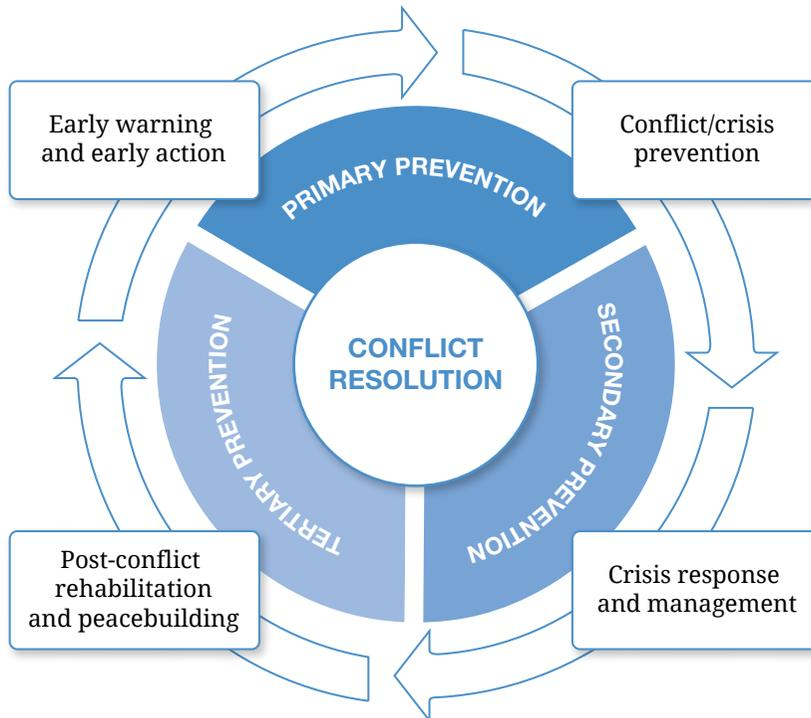 Early warning
and early action
Conflict/crisis
prevention
PRIMARY PREVENTION
SECONDARY PREVENTION
TERTIARY PREVENTION
CONFLICT
RESOLUTION
Post-conflict
rehabilitation
and peacebuilding
Crisis response
and management